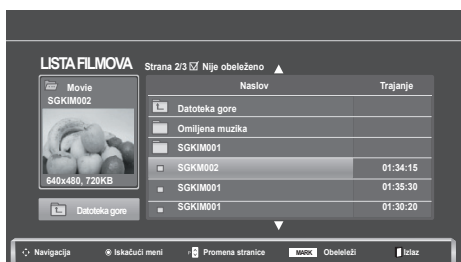 LISTA FILMOVA
Strana 2/3 ☑ Nije obeleženo
Movie
SGKIM002
640x480, 720KB
Datoteka gore
Naslov Trajanje
Datoteka gore
Omiljena muzika
SGKIM001
SGKM002 01:34:15
SGKIM001 01:35:30
SGKIM001 01:30:20
Navigacija Iskačući meni P Promena stranice MARK Obeleleži Izlaz